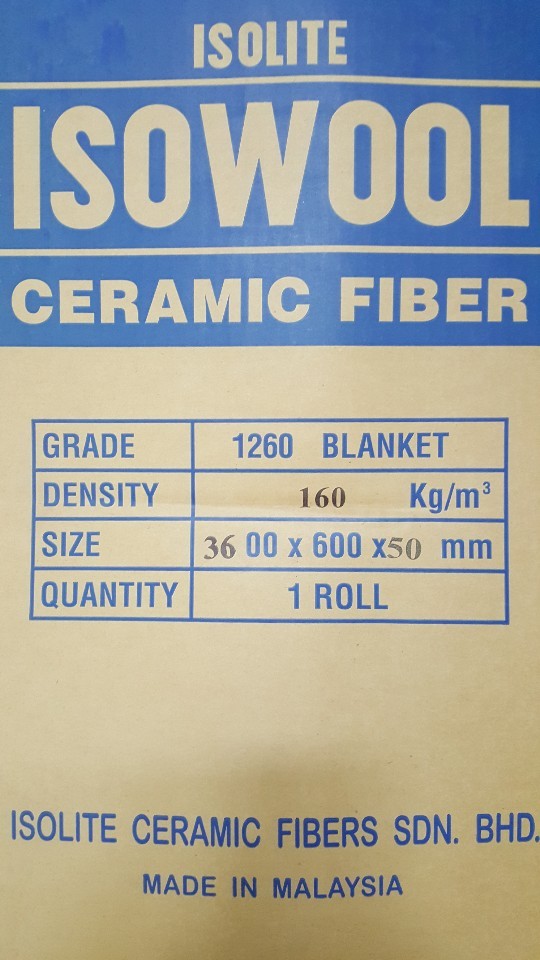 ISOLITE
ISOWOOL
CERAMIC FIBER
GRADE 1260 BLANKET
DENSITY 160 Kg/m³
SIZE 36 00 x 600 x50 mm
QUANTITY 1 ROLL
ISOLITE CERAMIC FIBERS SDN. BHD.
MADE IN MALAYSIA